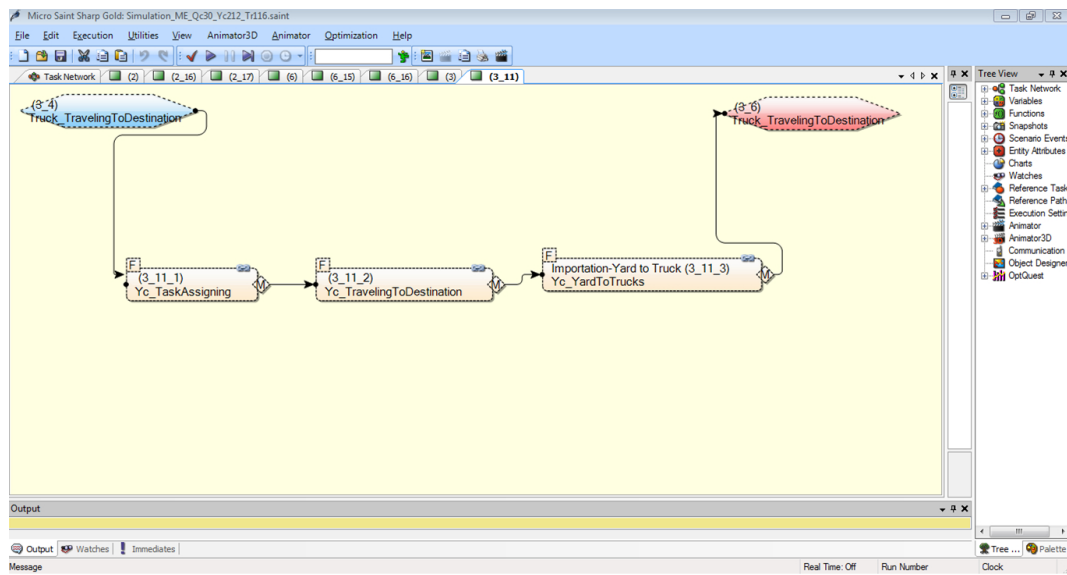 Micro Saint Sharp Gold: Simulation_ME_Qc30_Yc212_Tr116.saint
File Edit Execution Utilities View Animator3D Animator Optimization Help
Task Network (2) (2_16) (2_17) (6) (6_15) (6_16) (3) (3_11)
Tree View
(3_4)
Truck_TravelingToDestination
(3_6)
Truck_TravelingToDestination
F
(3_11_1)
Yc_TaskAssigning
M
F
(3_11_2)
Yc_TravelingToDestination
M
F
Importation-Yard to Truck (3_11_3)
Yc_YardToTrucks
M
Task Network
Variables
Functions
Snapshots
Scenario Events
Entity Attributes
Charts
Watches
Reference Task
Reference Path
Execution Settin
Animator
Animator3D
Communication
Object Designer
OptQuest
Output
Output Watches Immediates
Tree ... Palette
Message
Real Time: Off Run Number Clock